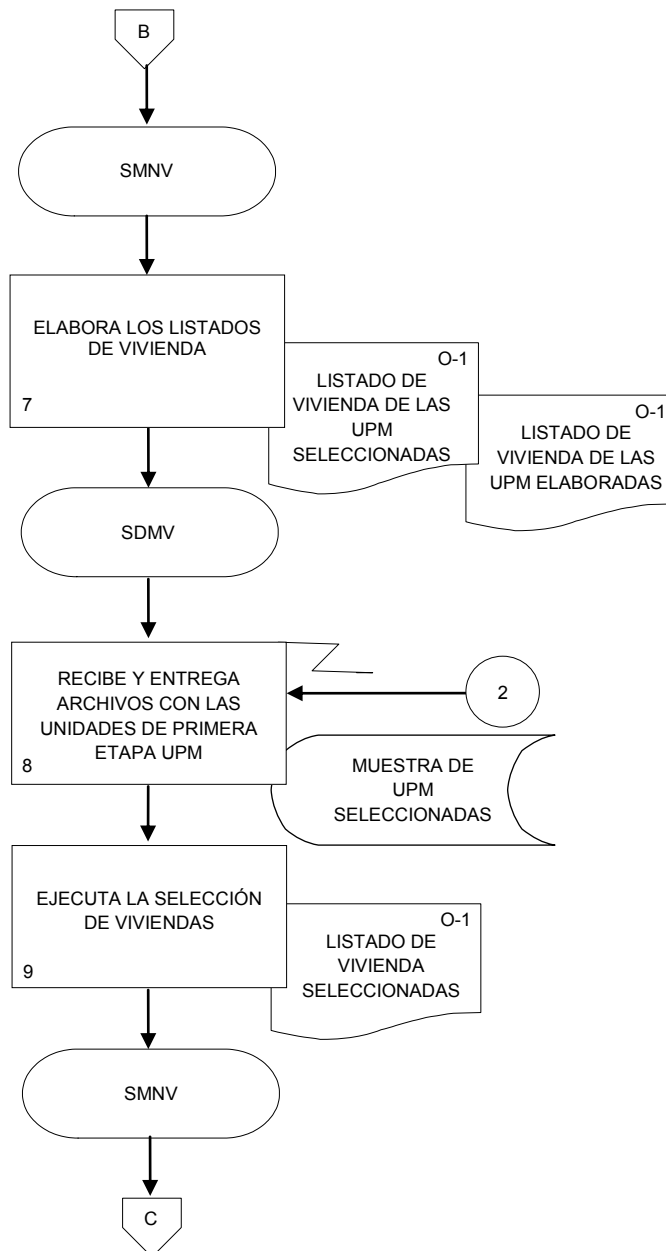 B
SMNV
ELABORA LOS LISTADOS
DE VIVIENDA
7
O-1
LISTADO DE
VIVIENDA DE LAS
UPM
SELECCIONADAS
O-1
LISTADO DE
VIVIENDA DE LAS
UPM ELABORADAS
SDMV
RECIBE Y ENTREGA
ARCHIVOS CON LAS
UNIDADES DE PRIMERA
ETAPA UPM
8
2
MUESTRA DE
UPM
SELECCIONADAS
EJECUTA LA SELECCIÓN
DE VIVIENDAS
9
O-1
LISTADO DE
VIVIENDA
SELECCIONADAS
SMNV
C